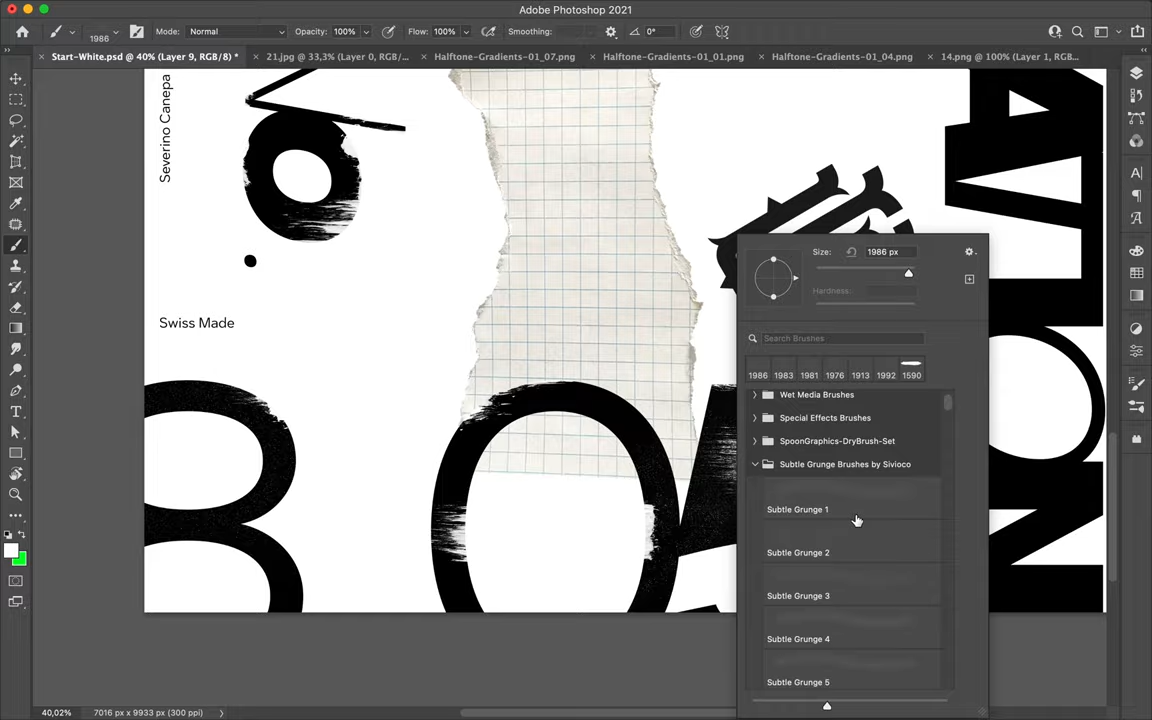 Adobe Photoshop 2021
1986
Mode: Normal
Opacity: 100%
Flow: 100%
Smoothing:
0°
Start-White.psd @ 40% (Layer 9, RGB/8) *
21.jpg @ 33,3% (Layer 0, RGB/...
Halftone-Gradients-01_07.png
Halftone-Gradients-01_01.png
Halftone-Gradients-01_04.png
14.png @ 100% (Layer 1, RGB...
Severino Canepa
Swiss Made
Size:
1986 px
Hardness:
Search Brushes
1986
1983
1981
1976
1913
1992
1590
Wet Media Brushes
Special Effects Brushes
SpoonGraphics-DryBrush-Set
Subtle Grunge Brushes by Sivioco
Subtle Grunge 1
Subtle Grunge 2
Subtle Grunge 3
Subtle Grunge 4
Subtle Grunge 5
40,02%
7016 px x 9933 px (300 ppi)